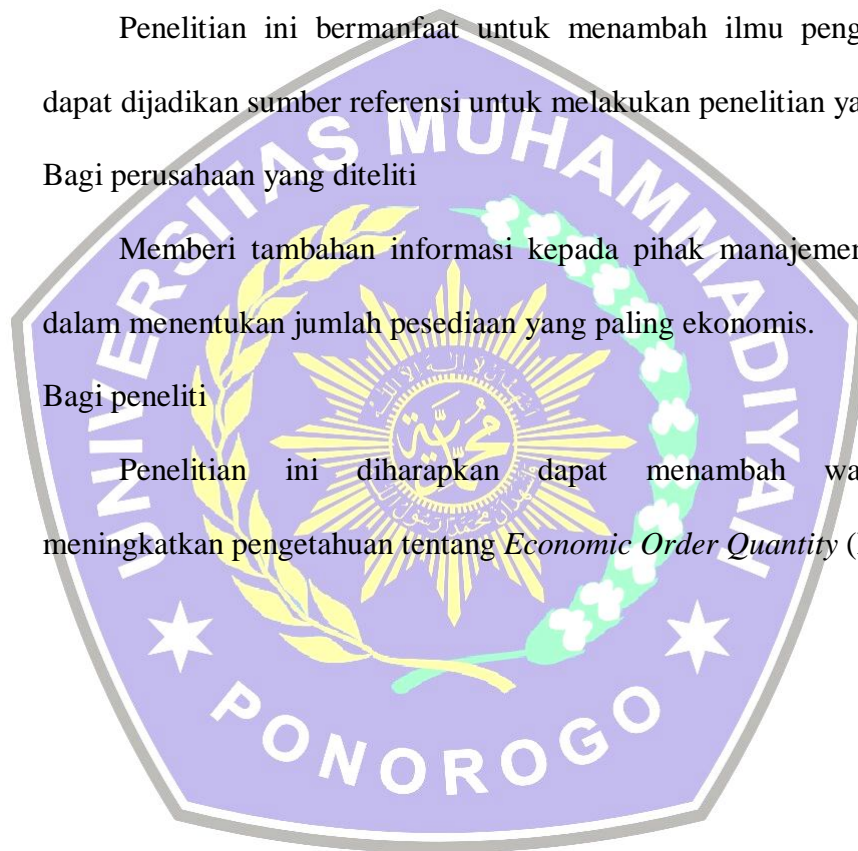 Penelitian ini bermanfaat untuk menambah ilmu peng
dapat dijadikan sumber referensi untuk melakukan penelitian ya
Bagi perusahaan yang diteliti
Memberi tambahan informasi kepada pihak manajemen
dalam menentukan jumlah pesediaan yang paling ekonomis.
Bagi peneliti
Penelitian ini diharapkan dapat menambah wa
meningkatkan pengetahuan tentang Economic Order Quantity (
UNIVERSITAS MUHAMMADIYAH
PONOROGO
محمدية